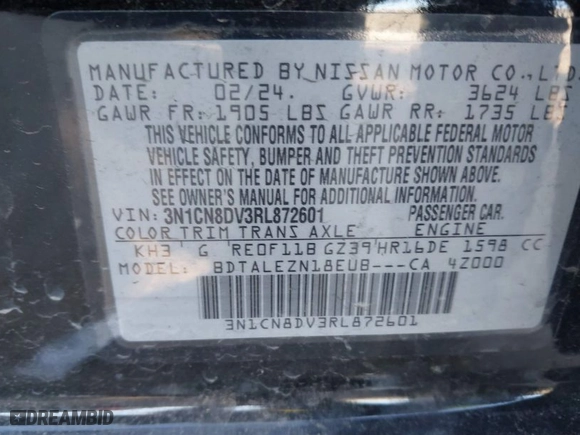 MANUFACTURED BY NISSAN MOTOR CO., LTD.
DATE: 02/24. GVWR: 3624 LBS
GAWR FR: 1905 LBS GAWR RR: 1735 LBS
THIS VEHICLE CONFORMS TO ALL APPLICABLE FEDERAL MOTOR
VEHICLE SAFETY, BUMPER AND THEFT PREVENTION STANDARDS
IN EFFECT ON THE DATE OF MANUFACTURE SHOWN ABOVE.
SEE OWNER'S MANUAL FOR ADDITIONAL INFORMATION.
VIN: 3N1CN8DV3RL872601 PASSENGER CAR.
COLOR TRIM TRANS AXLE ENGINE
KH3 G RE0F11B GZ39 HR16DE 1598 CC
MODEL: BDTALEZN18EUB---CA 4Z000
3N1CN8DV3RL872601
DREAMBID